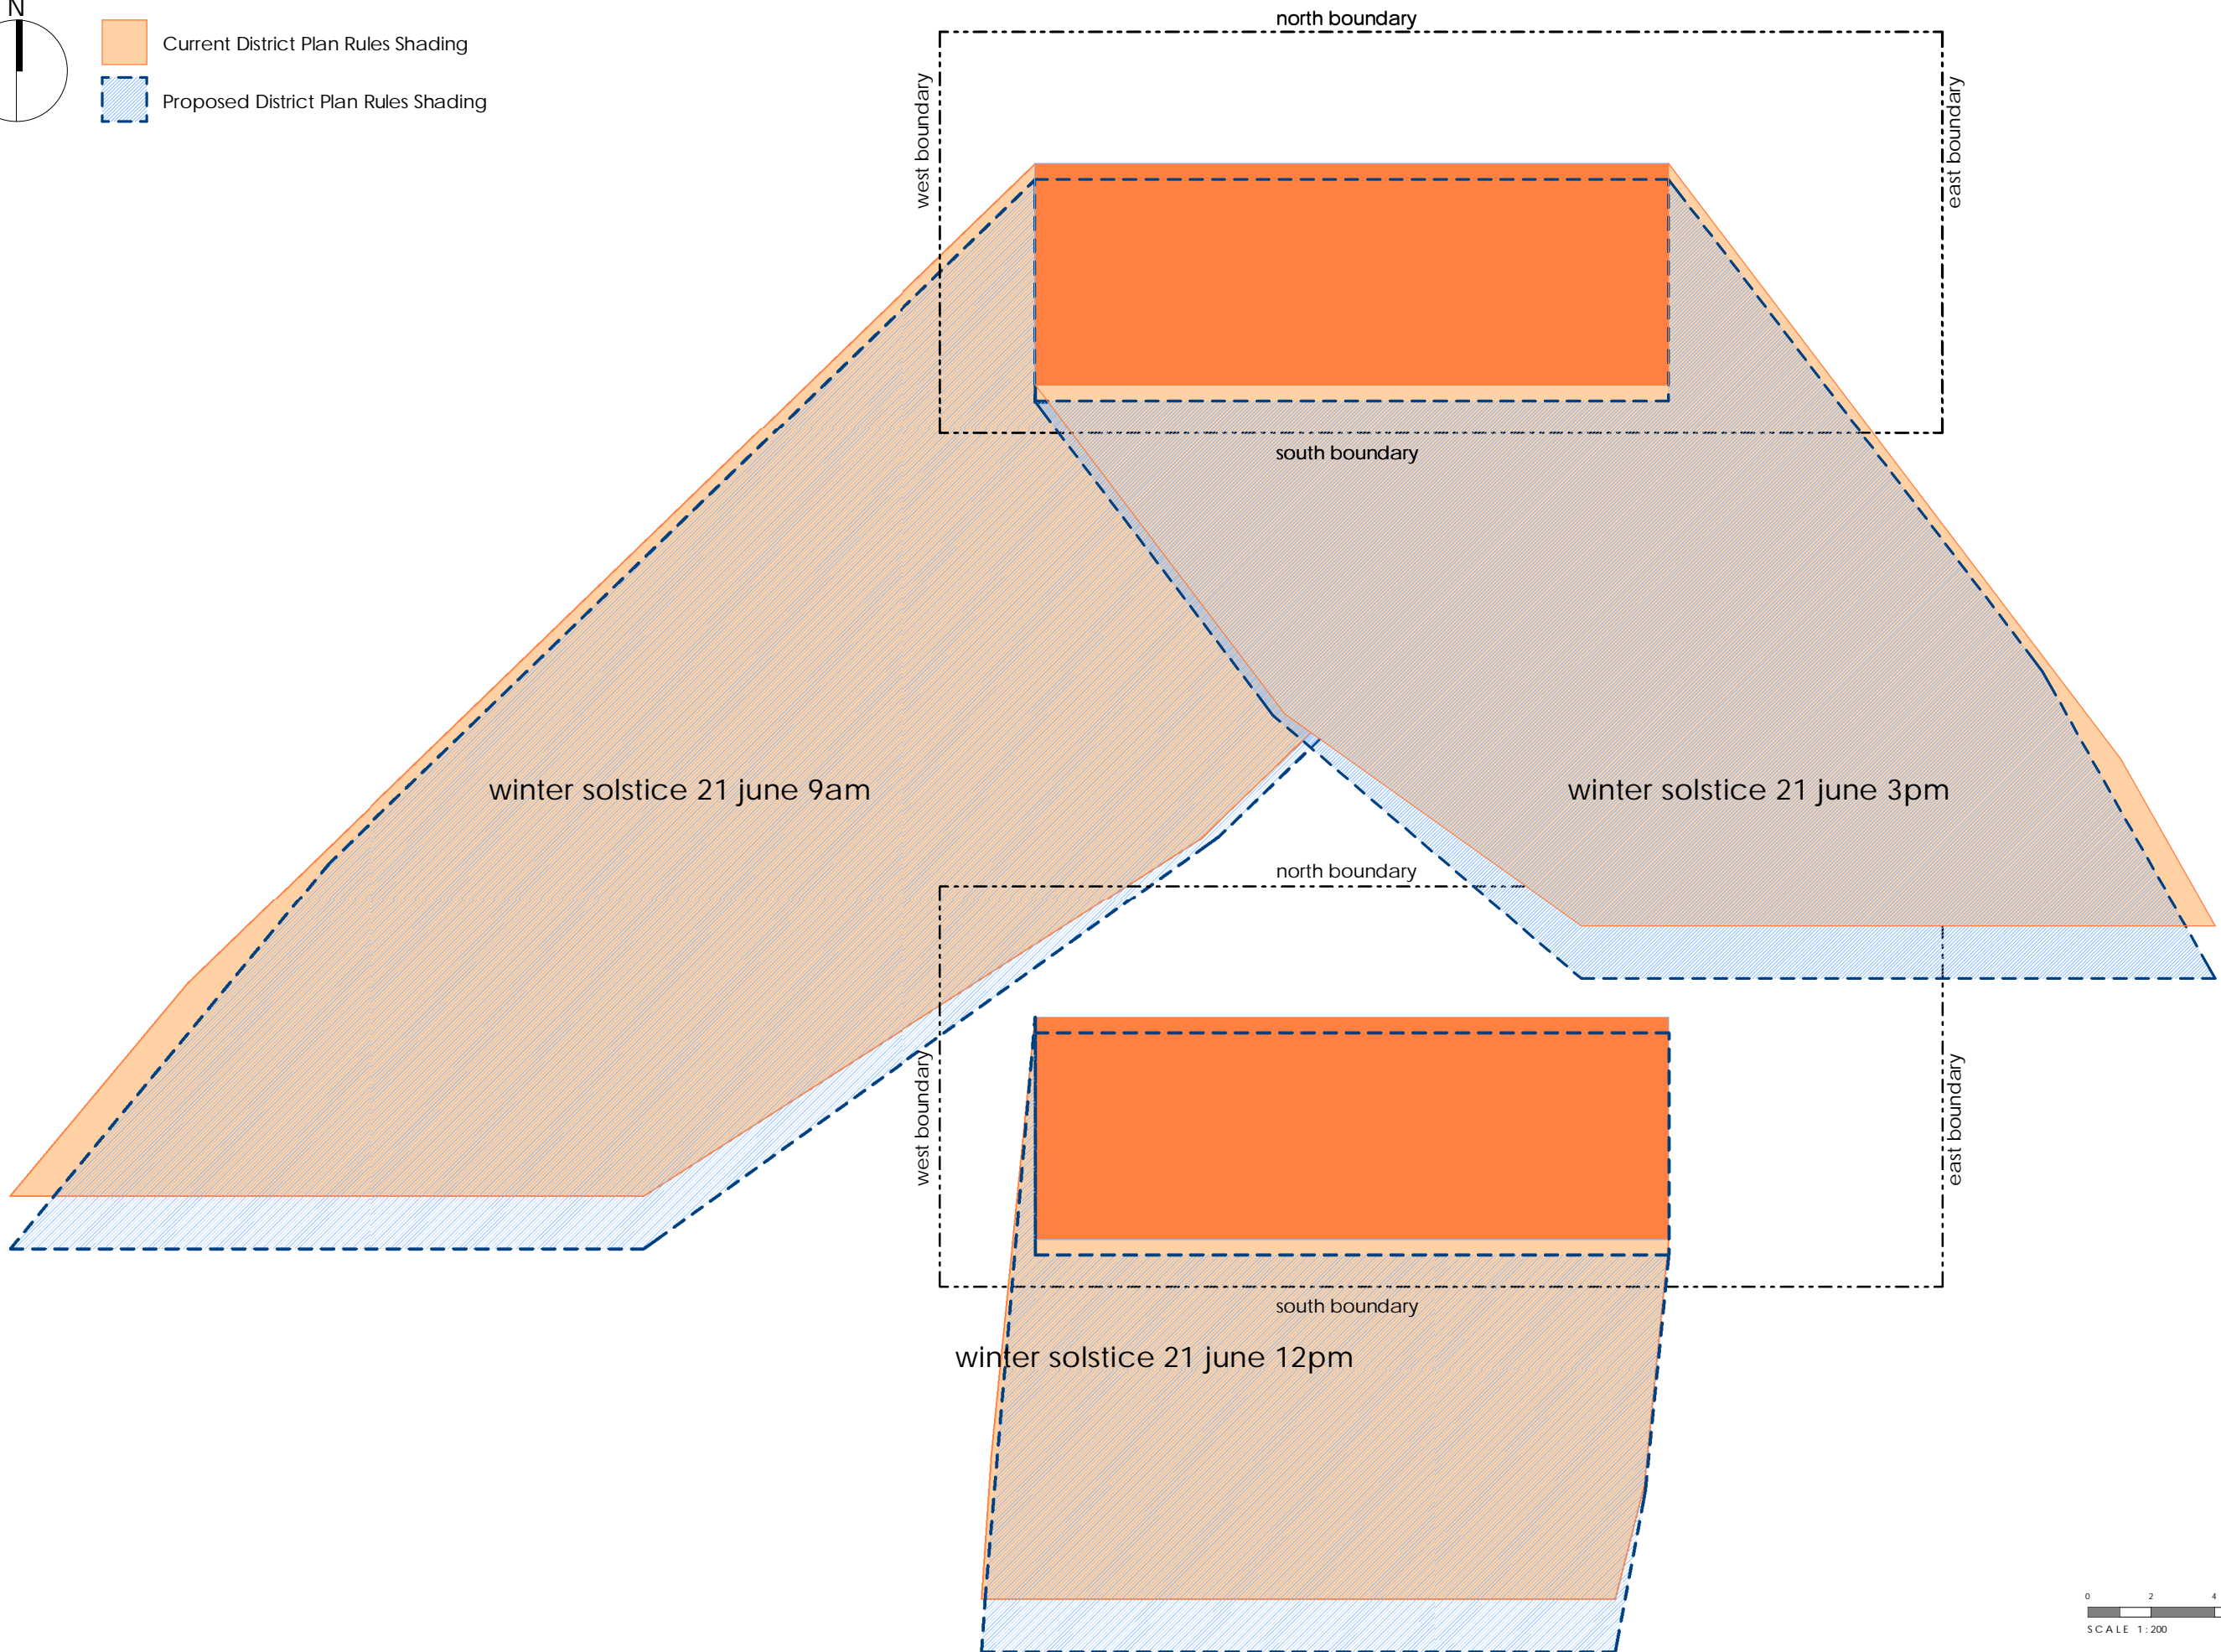 N
Current District Plan Rules Shading
Proposed District Plan Rules Shading
north boundary
west boundary
east boundary
south boundary
winter solstice 21 june 9am
winter solstice 21 june 3pm
north boundary
west boundary
east boundary
south boundary
winter solstice 21 june 12pm
0 2 4
SCALE 1:200